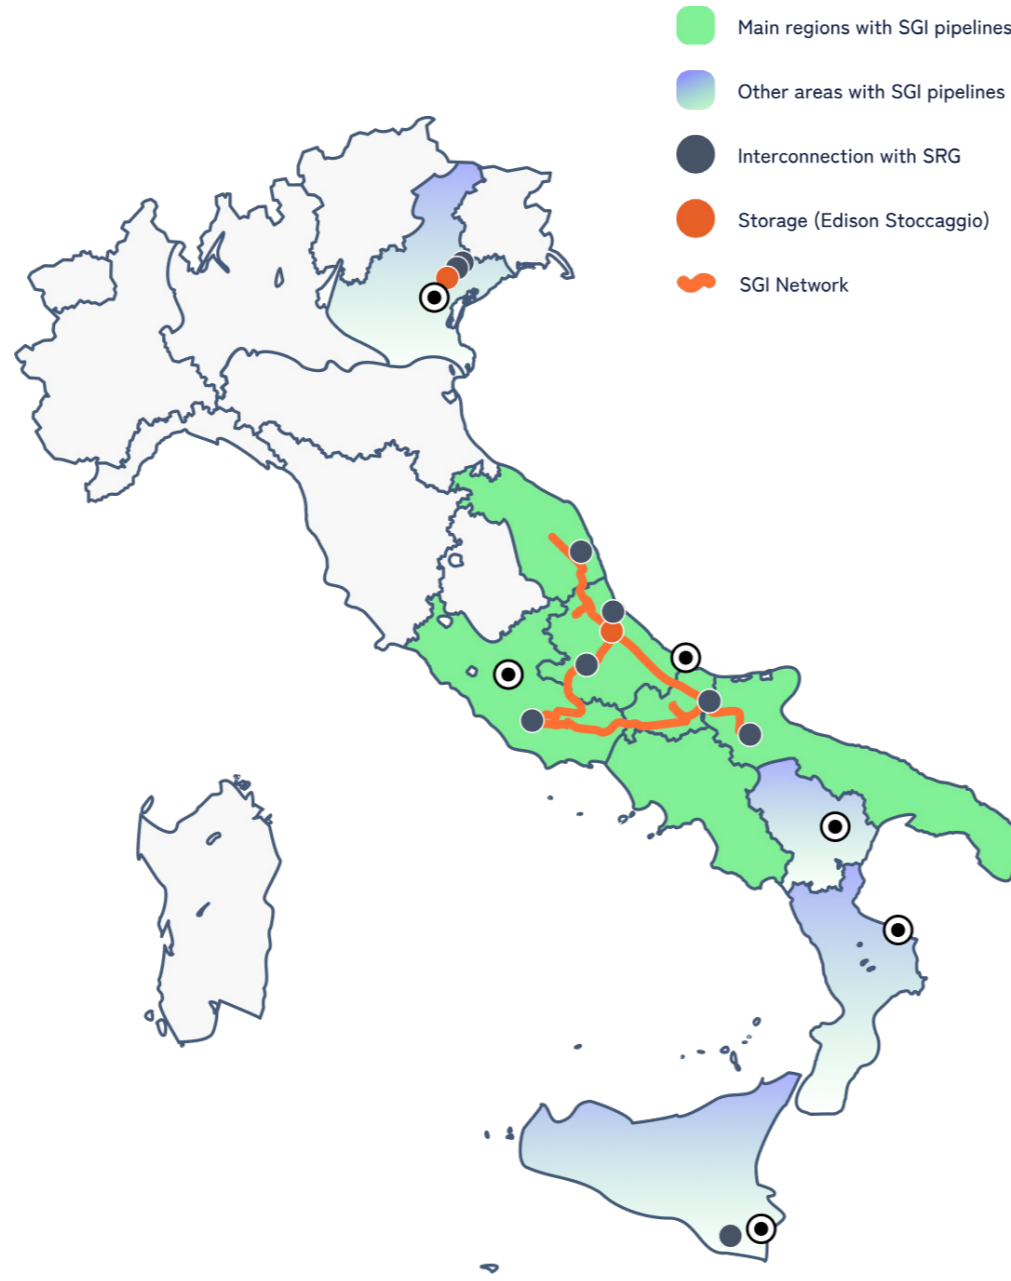 Main regions with SGI pipelines
Other areas with SGI pipelines
Interconnection with SRG
Storage (Edison Stoccaggio)
SGI Network